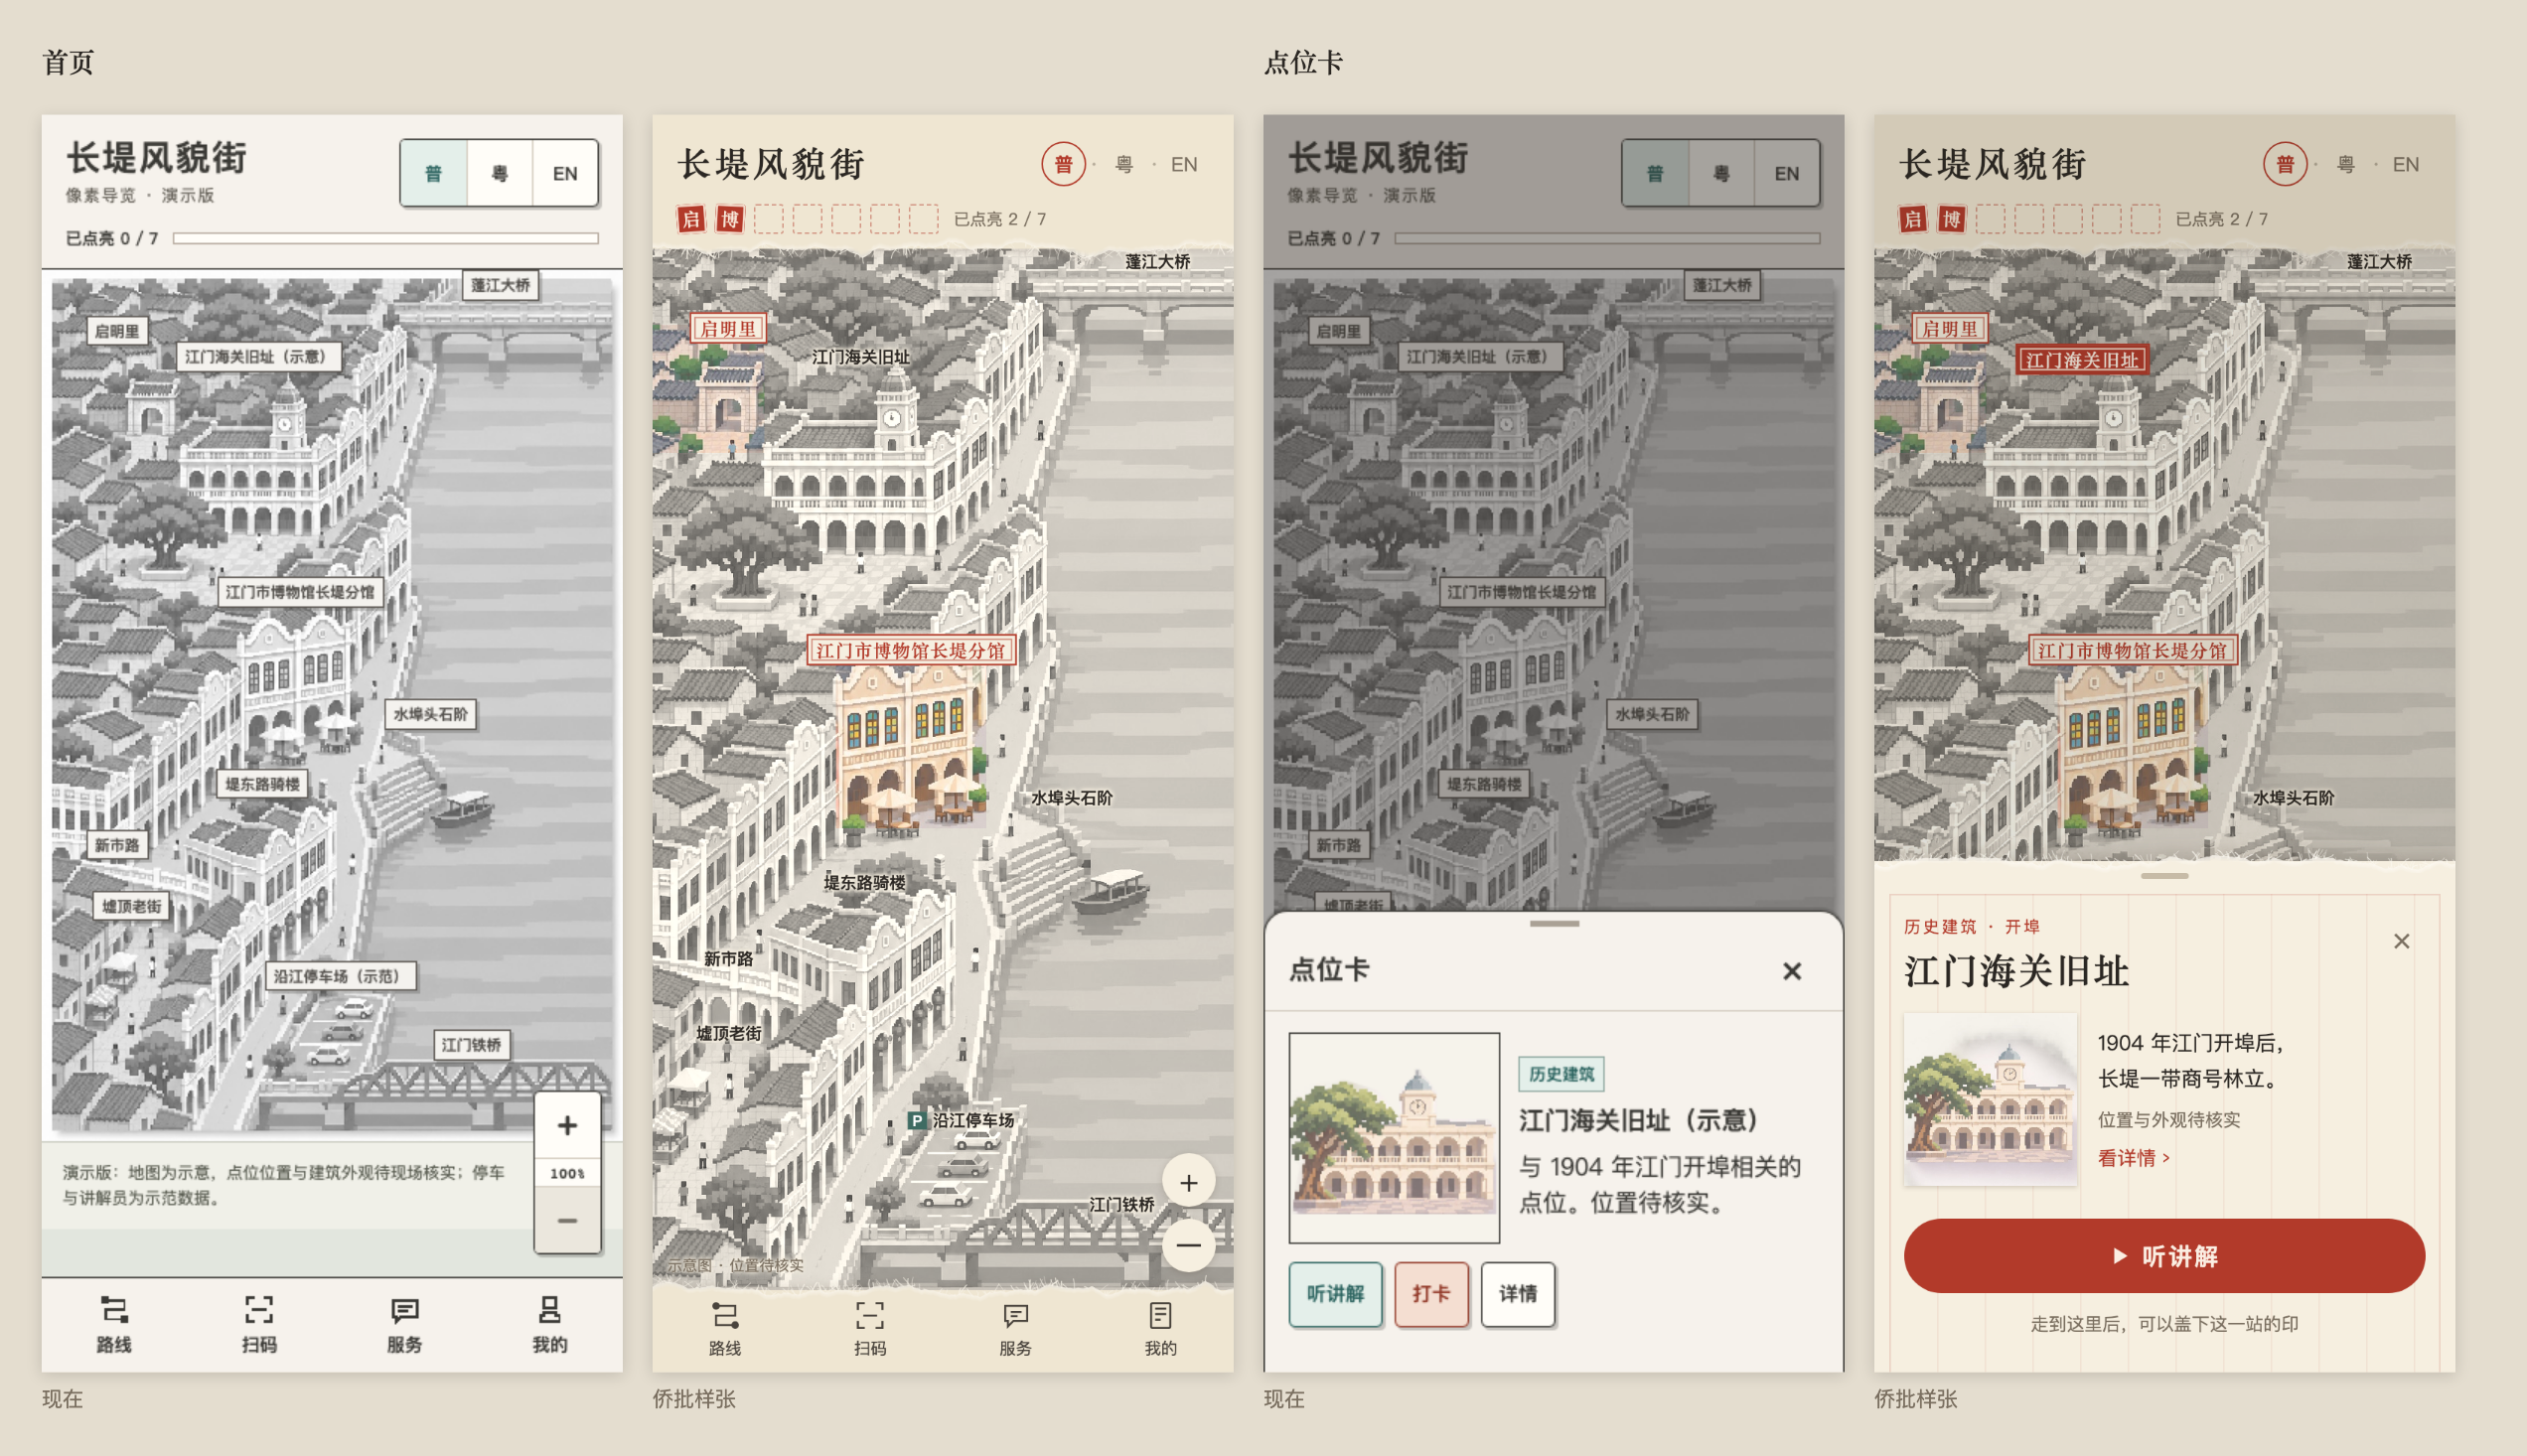 首页
点位卡
长堤风貌街
普
粤
EN
像素导览 · 演示版
已点亮 0 / 7
蓬江大桥
启明里
江门海关旧址（示意）
江门市博物馆长堤分馆
水埠头石阶
堤东路骑楼
新市路
墟顶老街
沿江停车场（示范）
江门铁桥
+
100%
−
演示版：地图为示意，点位位置与建筑外观待现场核实；停车
与讲解员为示范数据。
路线
扫码
服务
我的
现在
长堤风貌街
普 · 粤 · EN
启 博 已点亮 2 / 7
蓬江大桥
启明里
江门海关旧址
江门市博物馆长堤分馆
水埠头石阶
堤东路骑楼
新市路
墟顶老街
P 沿江停车场
江门铁桥
+
−
示意图 · 位置待核实
路线
扫码
服务
我的
侨批样张
长堤风貌街
普
粤
EN
像素导览 · 演示版
已点亮 0 / 7
蓬江大桥
启明里
江门海关旧址（示意）
江门市博物馆长堤分馆
水埠头石阶
堤东路骑楼
新市路
墟顶老街
点位卡
×
历史建筑
江门海关旧址（示意）
与 1904 年江门开埠相关的
点位。位置待核实。
听讲解
打卡
详情
现在
长堤风貌街
普 · 粤 · EN
启 博 已点亮 2 / 7
蓬江大桥
启明里
江门海关旧址
江门市博物馆长堤分馆
水埠头石阶
历史建筑 · 开埠
×
江门海关旧址
1904 年江门开埠后，
长堤一带商号林立。
位置与外观待核实
看详情 ›
听讲解
走到这里后，可以盖下这一站的印
侨批样张